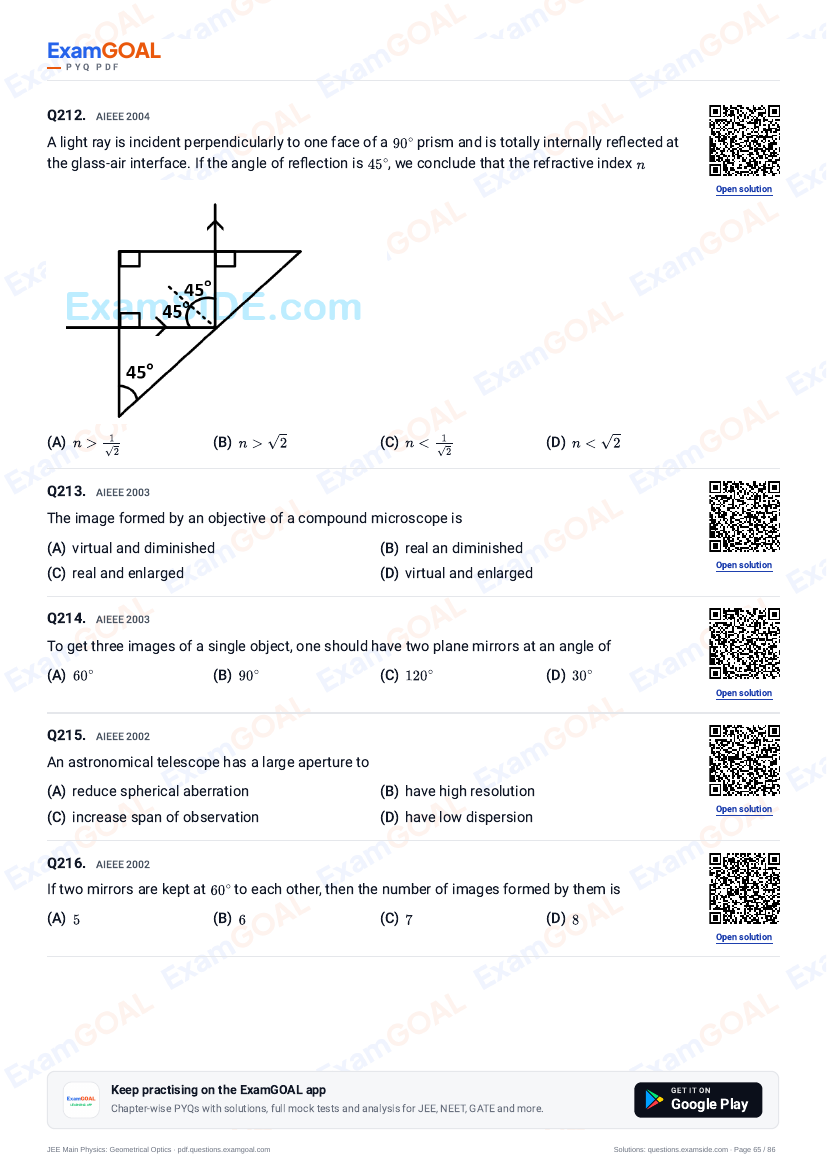 ExamGOAL
PYQ PDF
Q212. AIEEE 2004
A light ray is incident perpendicularly to one face of a 90° prism and is totally internally reflected at
the glass-air interface. If the angle of reflection is 45°, we conclude that the refractive index n
Open solution
45°
45°
45°
ExamSIDE.com
(A) n > 1/√2 (B) n > √2 (C) n < 1/√2 (D) n < √2
Q213. AIEEE 2003
The image formed by an objective of a compound microscope is
(A) virtual and diminished (B) real an diminished
(C) real and enlarged (D) virtual and enlarged
Open solution
Q214. AIEEE 2003
To get three images of a single object, one should have two plane mirrors at an angle of
(A) 60° (B) 90° (C) 120° (D) 30°
Open solution
Q215. AIEEE 2002
An astronomical telescope has a large aperture to
(A) reduce spherical aberration (B) have high resolution
(C) increase span of observation (D) have low dispersion
Open solution
Q216. AIEEE 2002
If two mirrors are kept at 60° to each other, then the number of images formed by them is
(A) 5 (B) 6 (C) 7 (D) 8
Open solution
ExamGOAL
Keep practising on the ExamGOAL app
Chapter-wise PYQs with solutions, full mock tests and analysis for JEE, NEET, GATE and more.
GET IT ON
Google Play
JEE Main Physics: Geometrical Optics · pdf.questions.examgoal.com
Solutions: questions.examside.com · Page 65 / 86